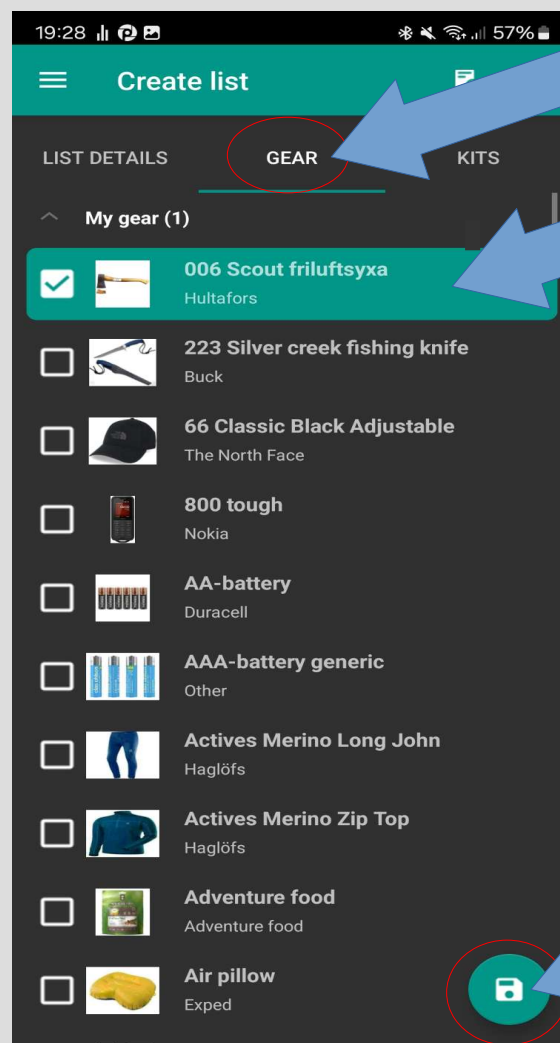 19:28 57%
Create list
LIST DETAILS GEAR KITS
My gear (1)
006 Scout friluftsyxa
Hultafors
223 Silver creek fishing knife
Buck
66 Classic Black Adjustable
The North Face
800 tough
Nokia
AA-battery
Duracell
AAA-battery generic
Other
Actives Merino Long John
Haglöfs
Actives Merino Zip Top
Haglöfs
Adventure food
Adventure food
Air pillow
Exped